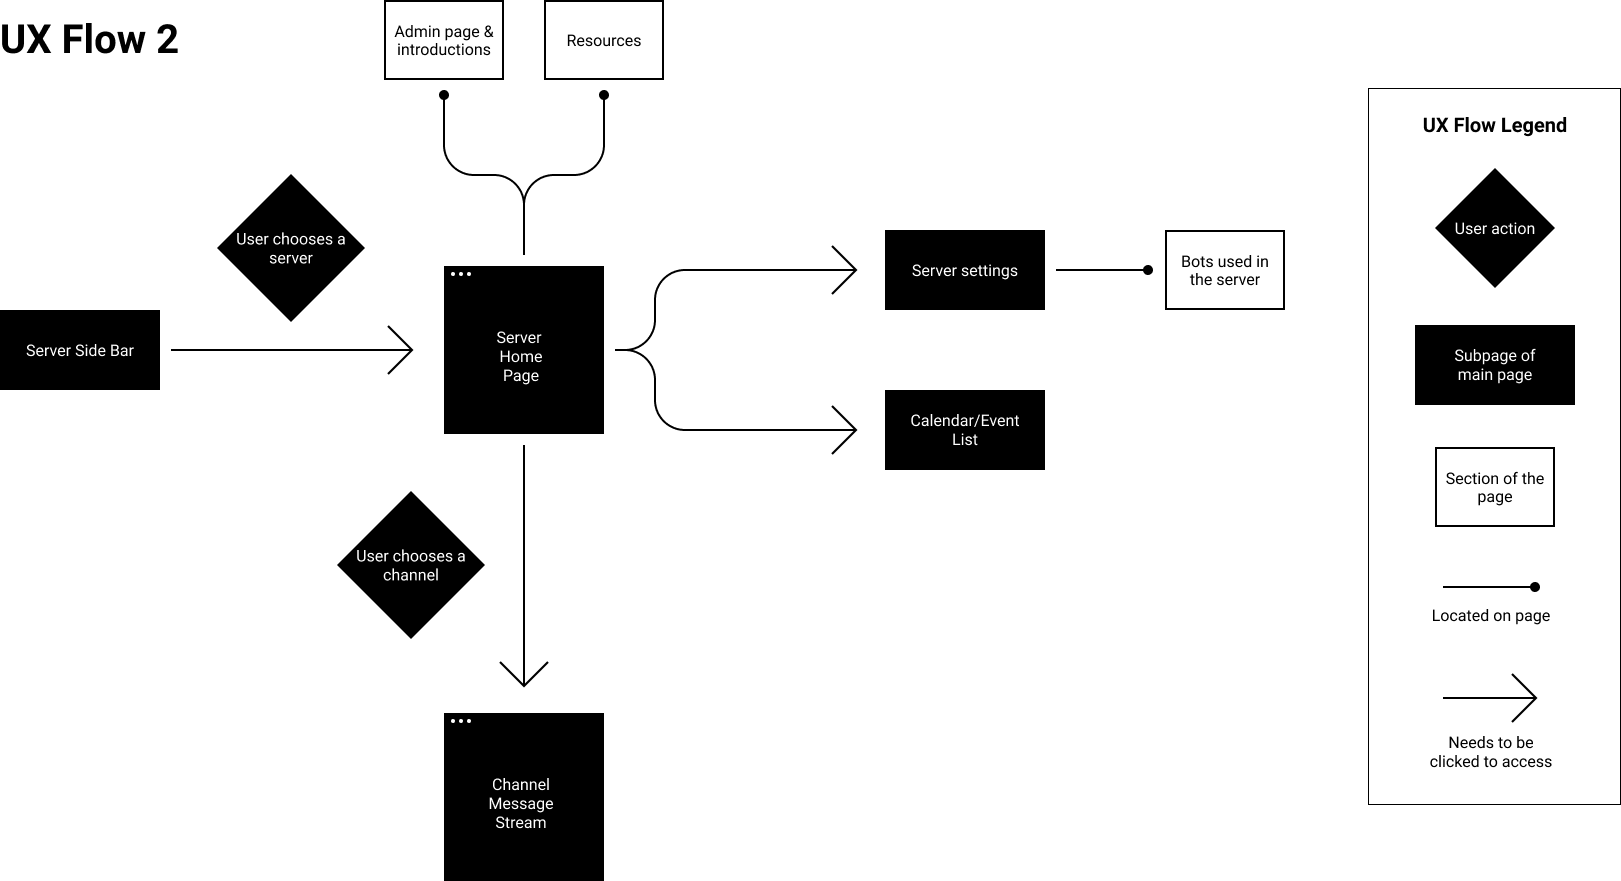 UX Flow 2
Admin page &
introductions
Resources
User chooses a
server
Server Side Bar
Server
Home
Page
Server settings
Bots used in
the server
Calendar/Event
List
User chooses a
channel
Channel
Message
Stream
UX Flow Legend
User action
Subpage of
main page
Section of the
page
Located on page
Needs to be
clicked to access